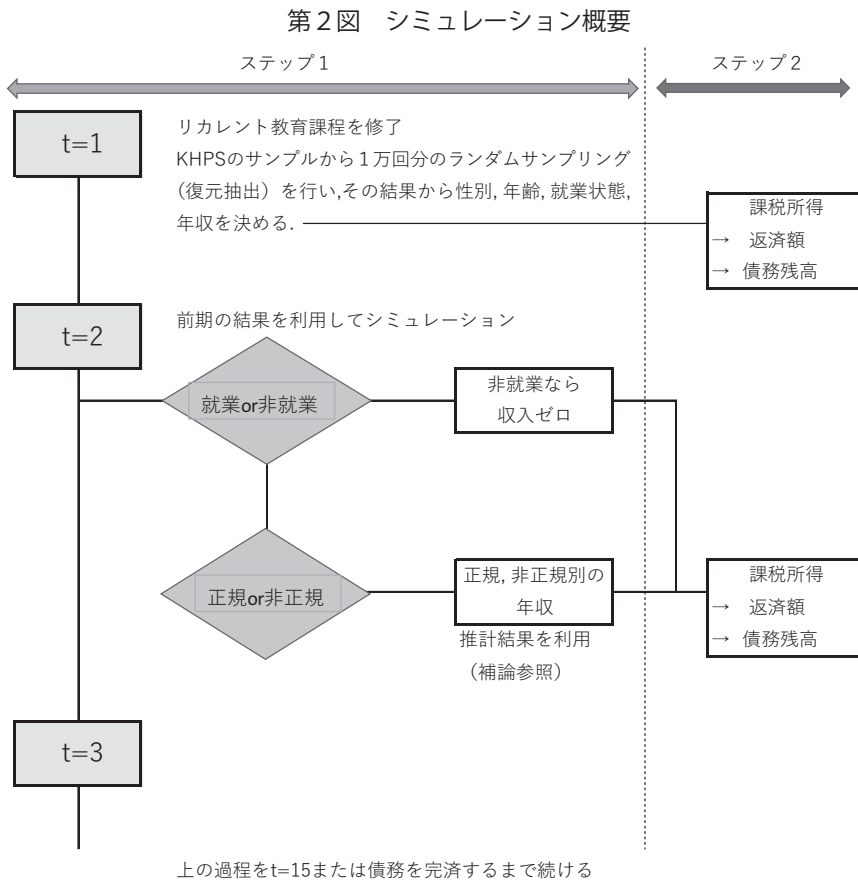 第２図　シミュレーション概要
ステップ１
ステップ２
t=1
リカレント教育課程を修了
KHPSのサンプルから１万回分のランダムサンプリング
（復元抽出）を行い,その結果から性別, 年齢, 就業状態,
年収を決める.
課税所得
→　返済額
→　債務残高
t=2
前期の結果を利用してシミュレーション
就業or非就業
非就業なら
収入ゼロ
正規or非正規
正規, 非正規別の
年収
推計結果を利用
（補論参照）
課税所得
→　返済額
→　債務残高
t=3
上の過程をt=15または債務を完済するまで続ける